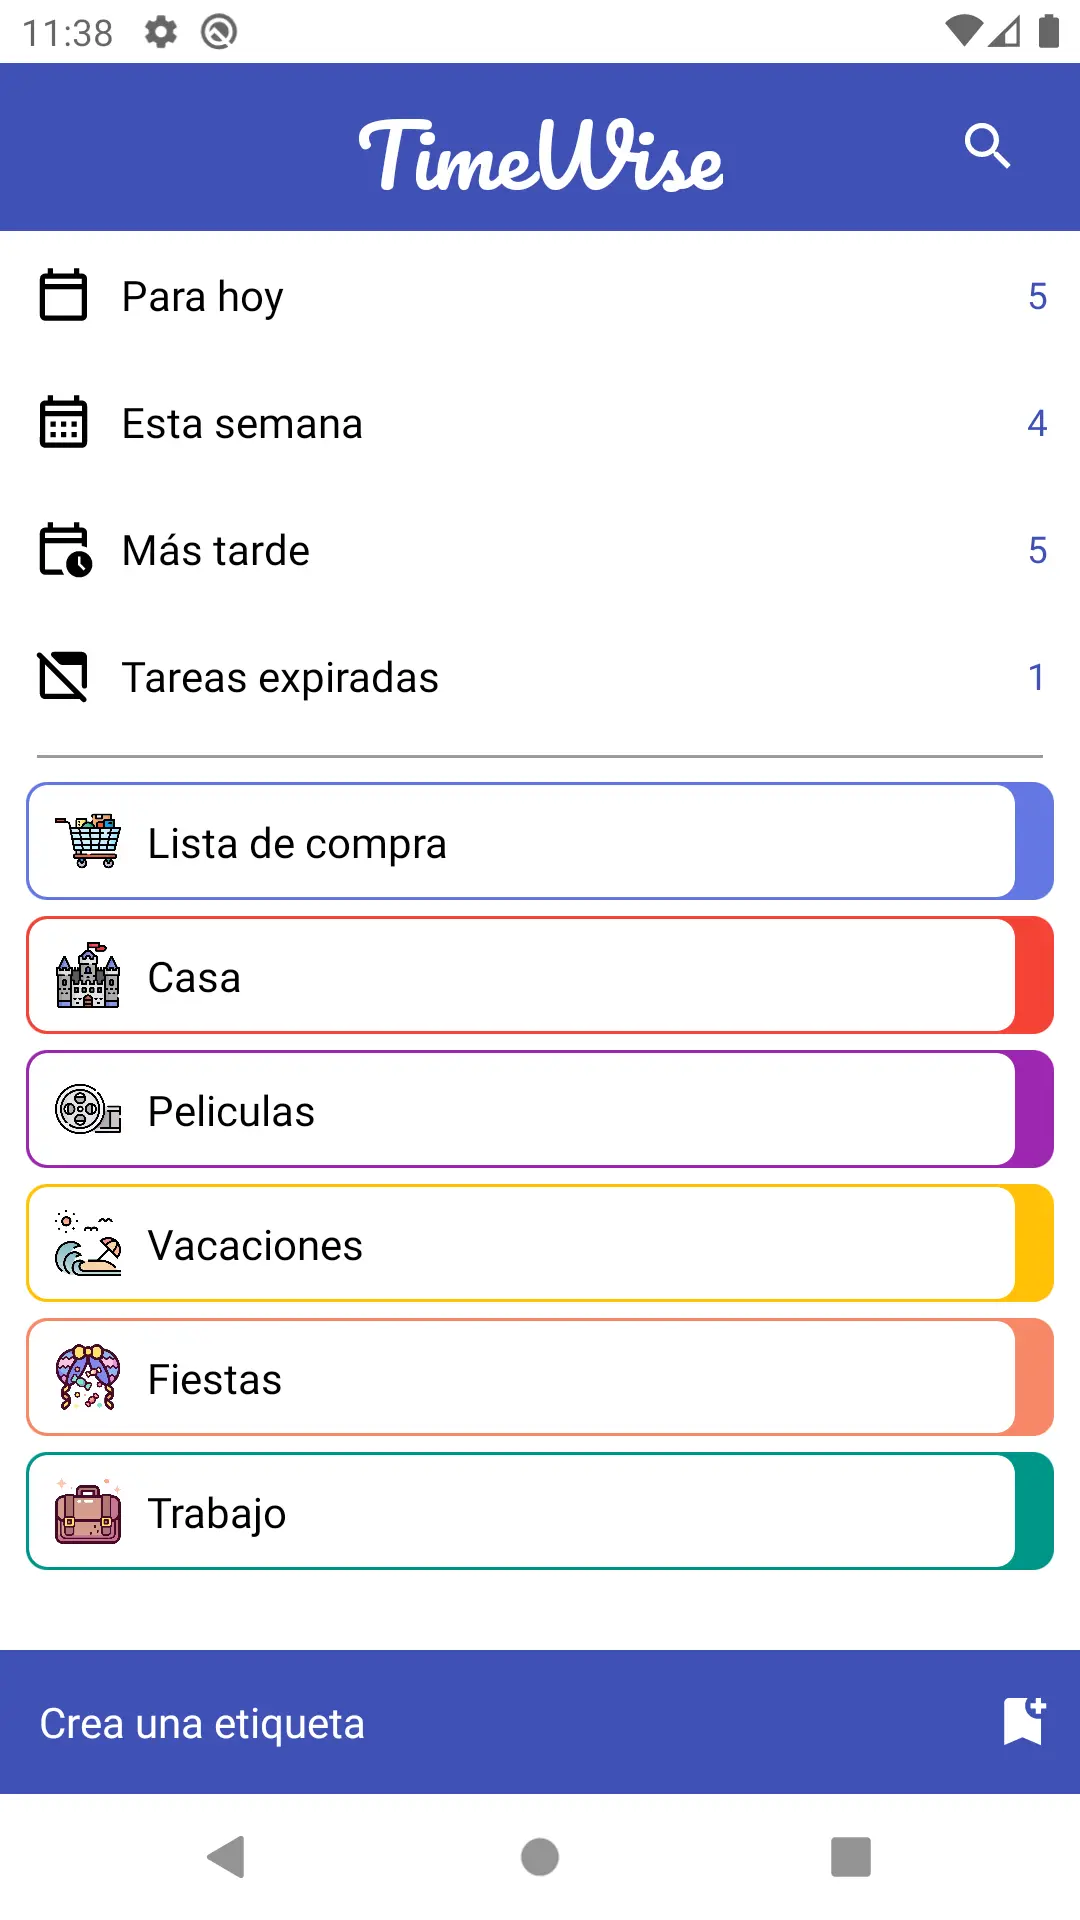 11:38
TimeWise
Para hoy 5
Esta semana 4
Más tarde 5
Tareas expiradas 1
Lista de compra
Casa
Peliculas
Vacaciones
Fiestas
Trabajo
Crea una etiqueta